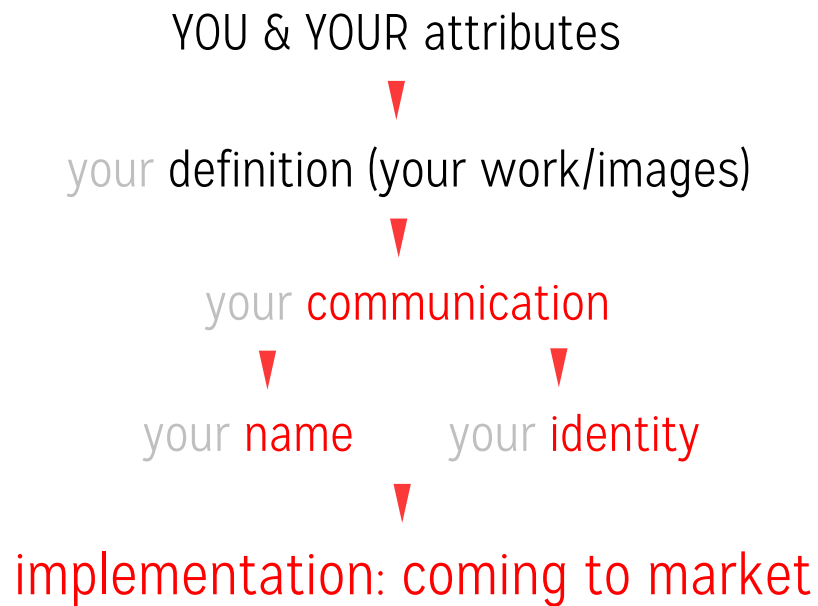 YOU & YOUR attributes
your definition (your work/images)
your communication
your name your identity
implementation: coming to market